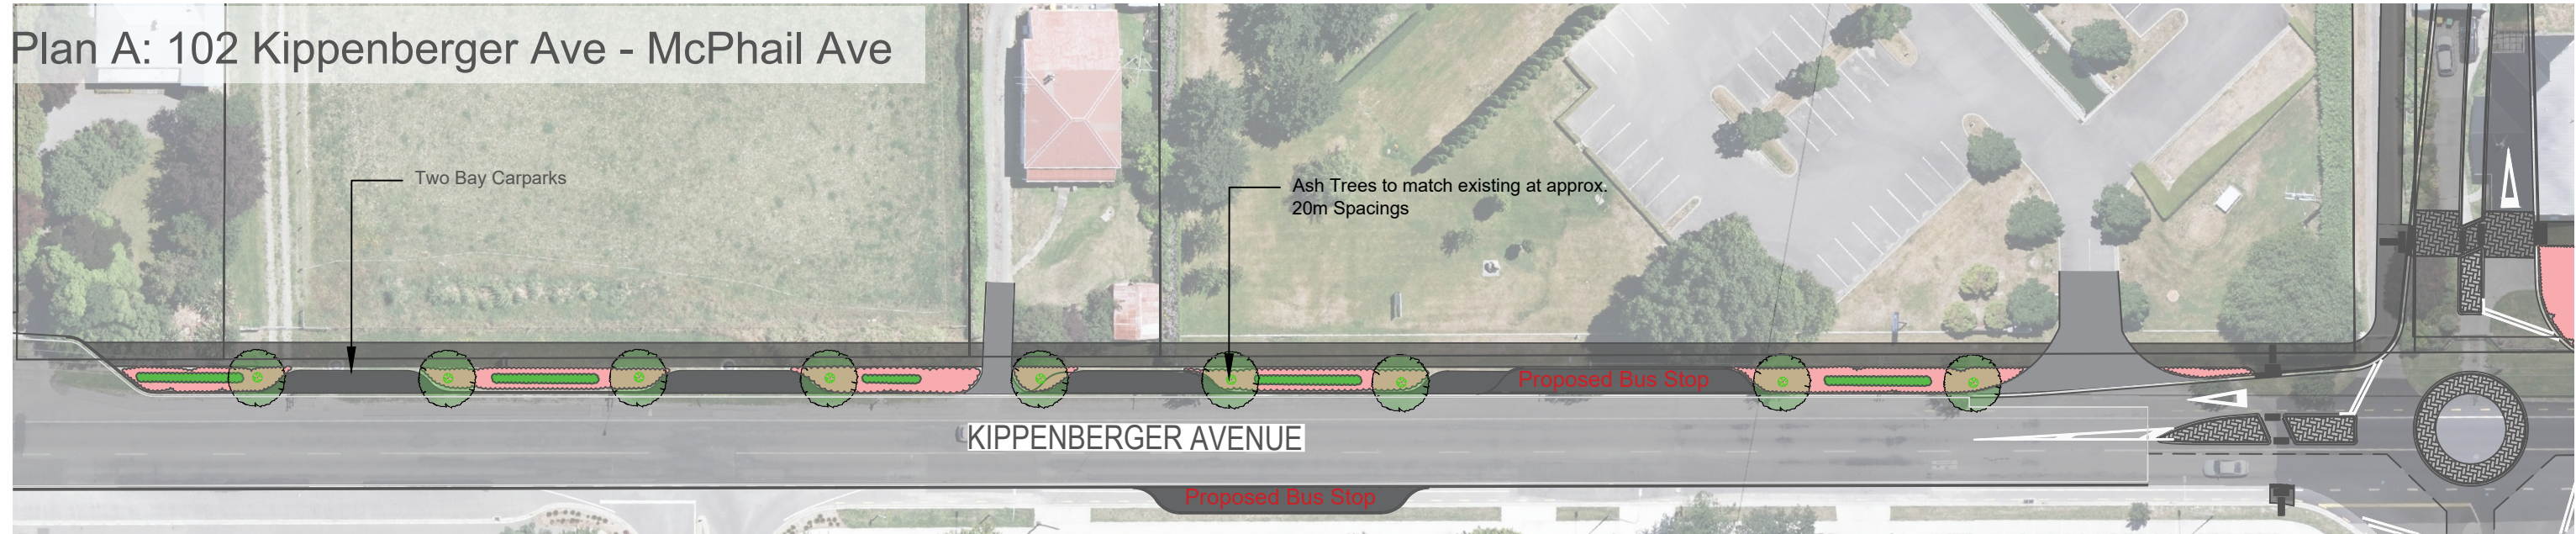 Plan A: 102 Kippenberger Ave - McPhail Ave
Two Bay Carparks
Ash Trees to match existing at approx.
20m Spacings
Proposed Bus Stop
KIPPENBERGER AVENUE
Proposed Bus Stop